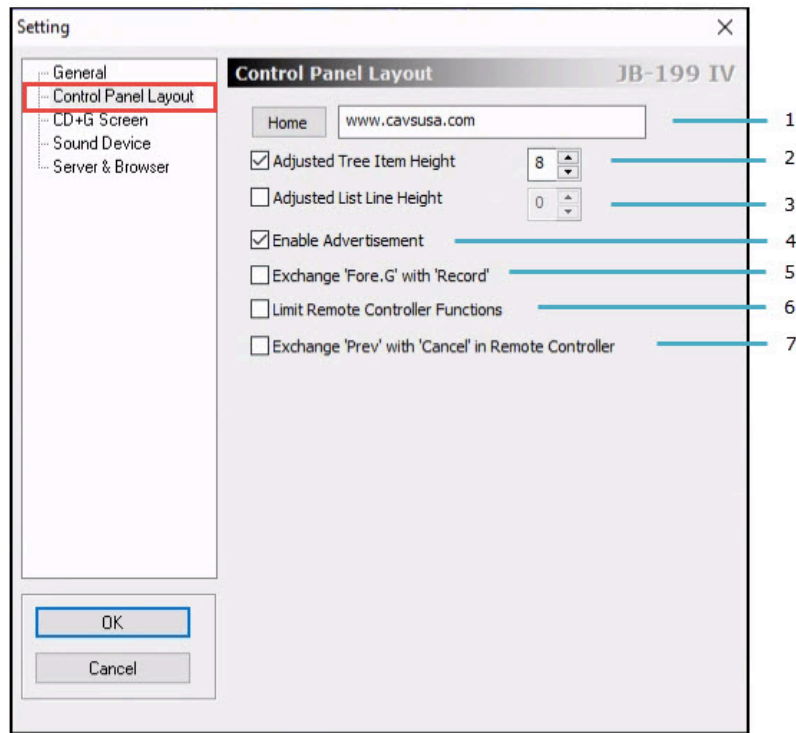 Setting
General
Control Panel Layout
CD+G Screen
Sound Device
Server & Browser
OK
Cancel
Control Panel Layout JB-199 IV
Home www.cavsusa.com 1
Adjusted Tree Item Height 8 2
Adjusted List Line Height 0 3
Enable Advertisement 4
Exchange 'Fore.G' with 'Record' 5
Limit Remote Controller Functions 6
Exchange 'Prev' with 'Cancel' in Remote Controller 7